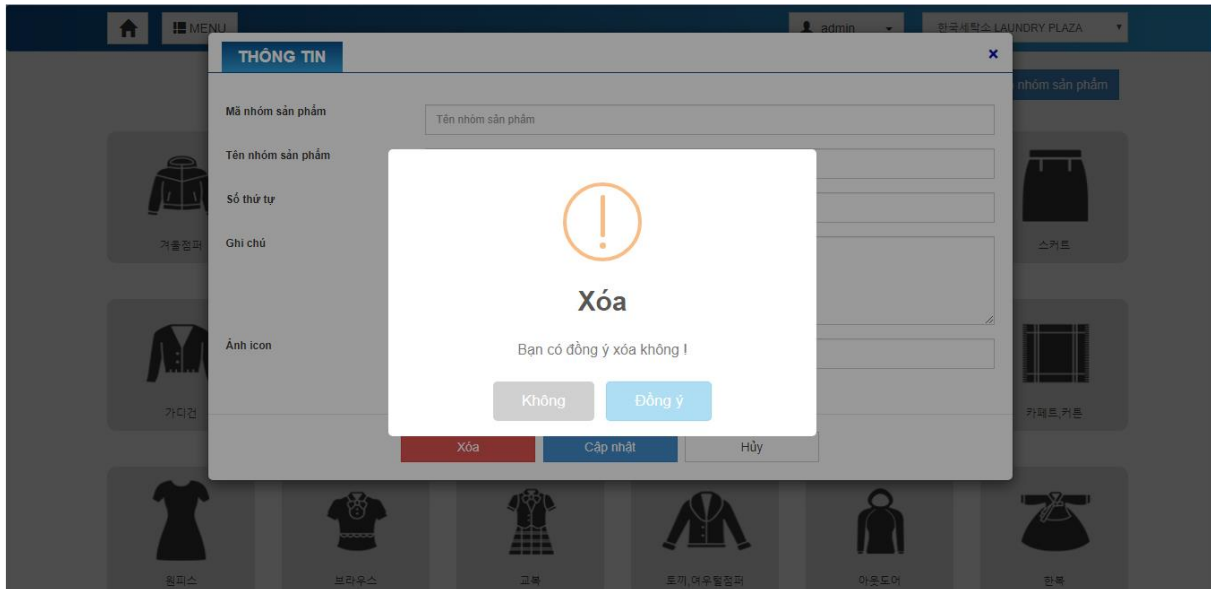 MENU
admin
한국세탁소 LAUNDRY PLAZA
THÔNG TIN
×
nhóm sản phẩm
Mã nhóm sản phẩm
Tên nhóm sản phẩm
Tên nhóm sản phẩm
Số thứ tự
Ghi chú
Ảnh icon
Xóa
Bạn có đồng ý xóa không !
Không
Đồng ý
Xóa
Cập nhật
Hủy
겨울점퍼
스커트
가디건
카페트,커튼
원피스
브라우스
교복
토끼,여우털점퍼
아웃도어
한복